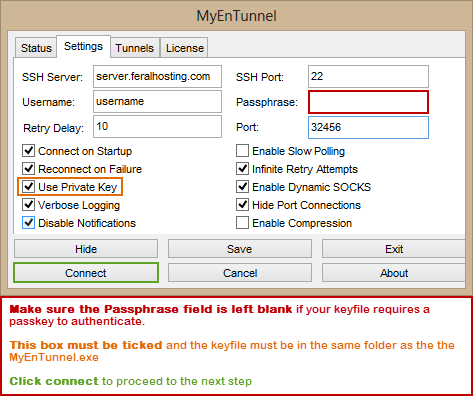 MyEnTunnel
Status Settings Tunnels License
SSH Server: server.feralhosting.com SSH Port: 22
Username: username Passphrase:
Retry Delay: 10 Port: 32456
Connect on Startup Enable Slow Polling
Reconnect on Failure Infinite Retry Attempts
Use Private Key Enable Dynamic SOCKS
Verbose Logging Hide Port Connections
Disable Notifications Enable Compression
Hide Save Exit
Connect Cancel About
Make sure the Passphrase field is left blank if your keyfile requires a
passkey to authenticate.
This box must be ticked and the keyfile must be in the same folder as the the
MyEnTunnel.exe
Click connect to proceed to the next step